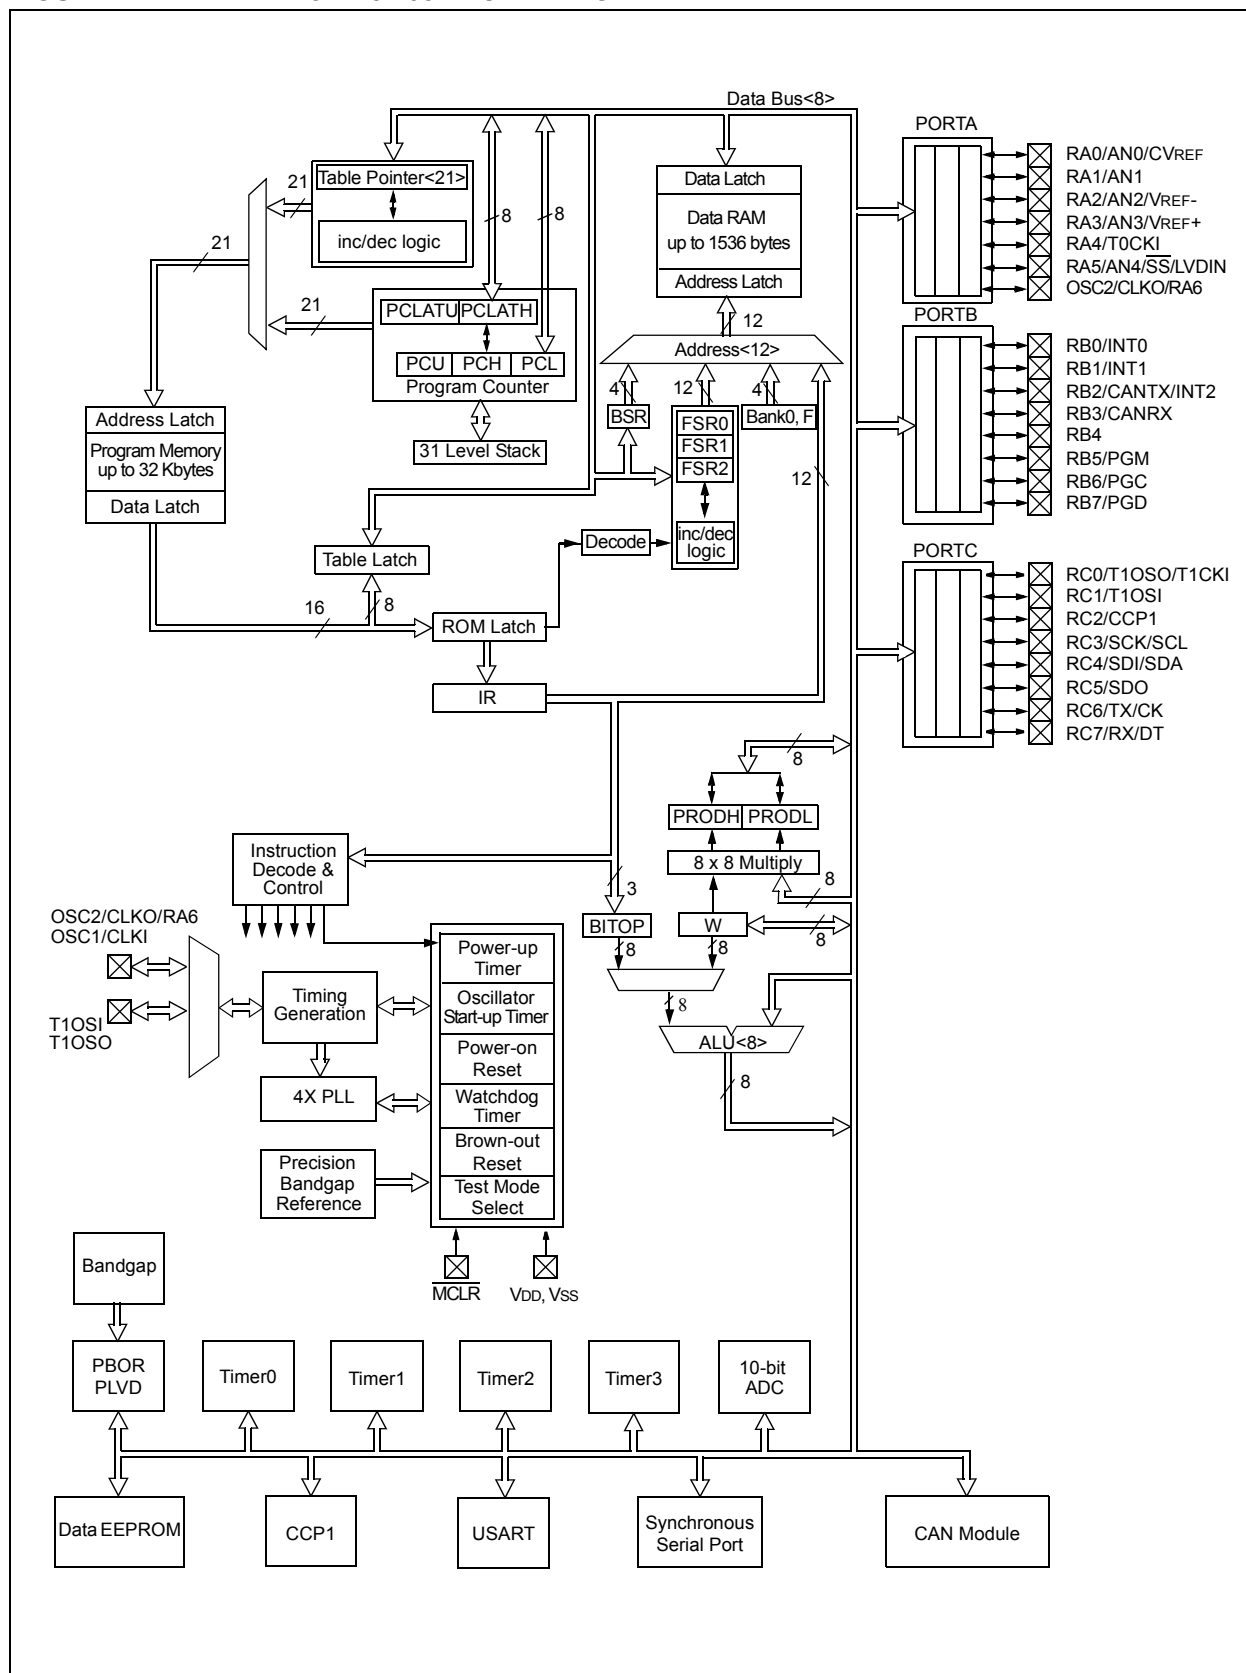 Data Bus<8>
PORTA
RA0/AN0/CVREF
RA1/AN1
RA2/AN2/VREF-
RA3/AN3/VREF+
RA4/T0CKI
RA5/AN4/SS/LVDIN
OSC2/CLKO/RA6
21
Table Pointer<21>
inc/dec logic
8
8
Data Latch
Data RAM
up to 1536 bytes
Address Latch
21
21
PCLATU
PCLATH
PCU
PCH
PCL
Program Counter
31 Level Stack
12
Address<12>
4
12
4
BSR
FSR0
FSR1
FSR2
inc/dec
logic
Bank0, F
12
PORTB
RB0/INT0
RB1/INT1
RB2/CANTX/INT2
RB3/CANRX
RB4
RB5/PGM
RB6/PGC
RB7/PGD
Address Latch
Program Memory
up to 32 Kbytes
Data Latch
Table Latch
Decode
16
8
ROM Latch
IR
PORTC
RC0/T1OSO/T1CKI
RC1/T1OSI
RC2/CCP1
RC3/SCK/SCL
RC4/SDI/SDA
RC5/SDO
RC6/TX/CK
RC7/RX/DT
8
PRODH
PRODL
8 x 8 Multiply
Instruction
Decode &
Control
3
8
BITOP
W
8
8
8
8
ALU<8>
8
OSC2/CLKO/RA6
OSC1/CLKI
T1OSI
T1OSO
Timing
Generation
4X PLL
Precision
Bandgap
Reference
Power-up
Timer
Oscillator
Start-up Timer
Power-on
Reset
Watchdog
Timer
Brown-out
Reset
Test Mode
Select
MCLR
VDD, VSS
Bandgap
PBOR
PLVD
Timer0
Timer1
Timer2
Timer3
10-bit
ADC
Data EEPROM
CCP1
USART
Synchronous
Serial Port
CAN Module